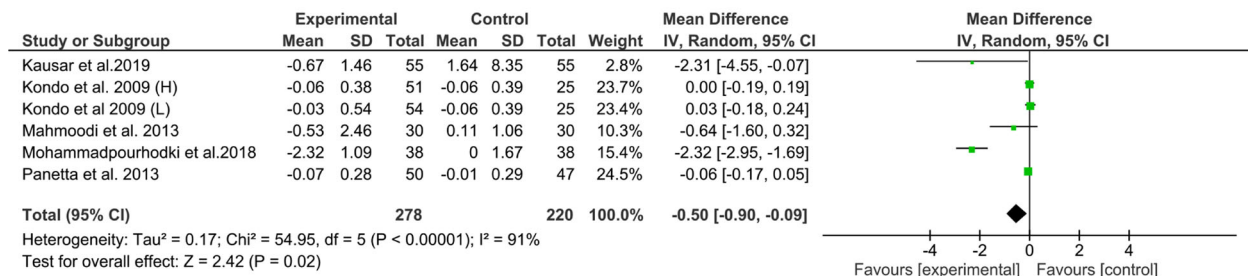 Experimental Control Mean Difference Mean Difference
Study or Subgroup Mean SD Total Mean SD Total Weight IV, Random, 95% CI IV, Random, 95% CI
Kausar et al.2019 -0.67 1.46 55 1.64 8.35 55 2.8% -2.31 [-4.55, -0.07]
Kondo et al. 2009 (H) -0.06 0.38 51 -0.06 0.39 25 23.7% 0.00 [-0.19, 0.19]
Kondo et al 2009 (L) -0.03 0.54 54 -0.06 0.39 25 23.4% 0.03 [-0.18, 0.24]
Mahmoodi et al. 2013 -0.53 2.46 30 0.11 1.06 30 10.3% -0.64 [-1.60, 0.32]
Mohammadpourhodki et al.2018 -2.32 1.09 38 0 1.67 38 15.4% -2.32 [-2.95, -1.69]
Panetta et al. 2013 -0.07 0.28 50 -0.01 0.29 47 24.5% -0.06 [-0.17, 0.05]
Total (95% CI) 278 220 100.0% -0.50 [-0.90, -0.09]
Heterogeneity: Tau² = 0.17; Chi² = 54.95, df = 5 (P < 0.00001); I² = 91%
Test for overall effect: Z = 2.42 (P = 0.02)
-4 -2 0 2 4
Favours [experimental] Favours [control]